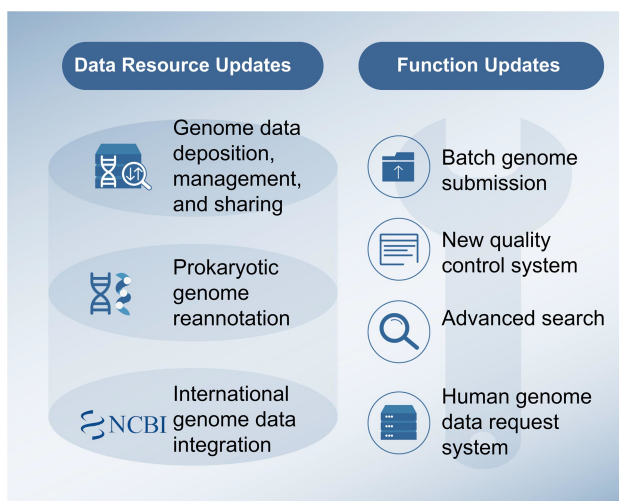 Data Resource Updates
Genome data
deposition,
management,
and sharing
Prokaryotic
genome
reannotation
NCBI
International
genome data
integration
Function Updates
Batch genome
submission
New quality
control system
Advanced search
Human genome
data request
system